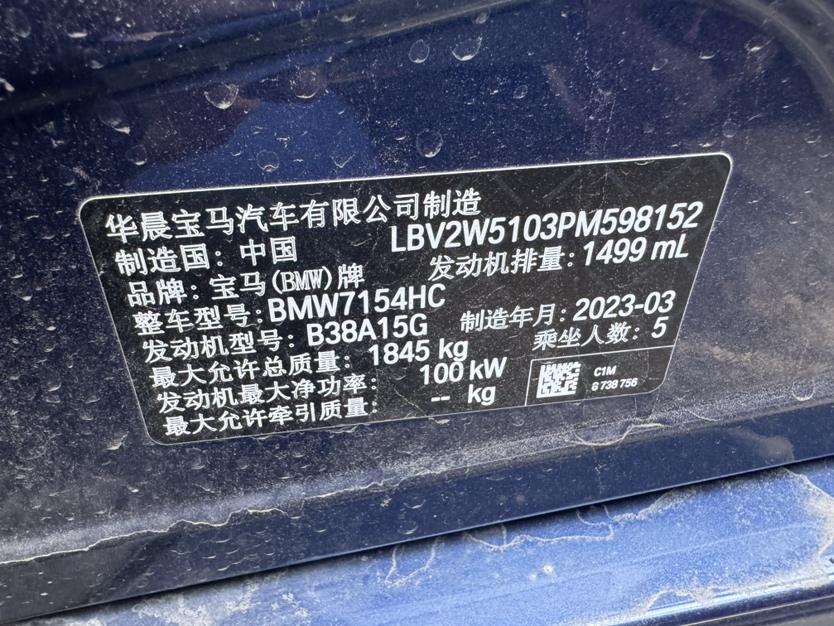 华晨宝马汽车有限公司制造
制造国：中国
LBV2W5103PM598152
品牌：宝马(BMW)牌
发动机排量：1499 mL
整车型号：BMW7154HC
发动机型号：B38A15G
制造年月：2023-03
最大允许总质量：1845 kg
乘坐人数：5
发动机最大净功率：100 kW
最大允许牵引质量：-- kg
C1M
6 738 756